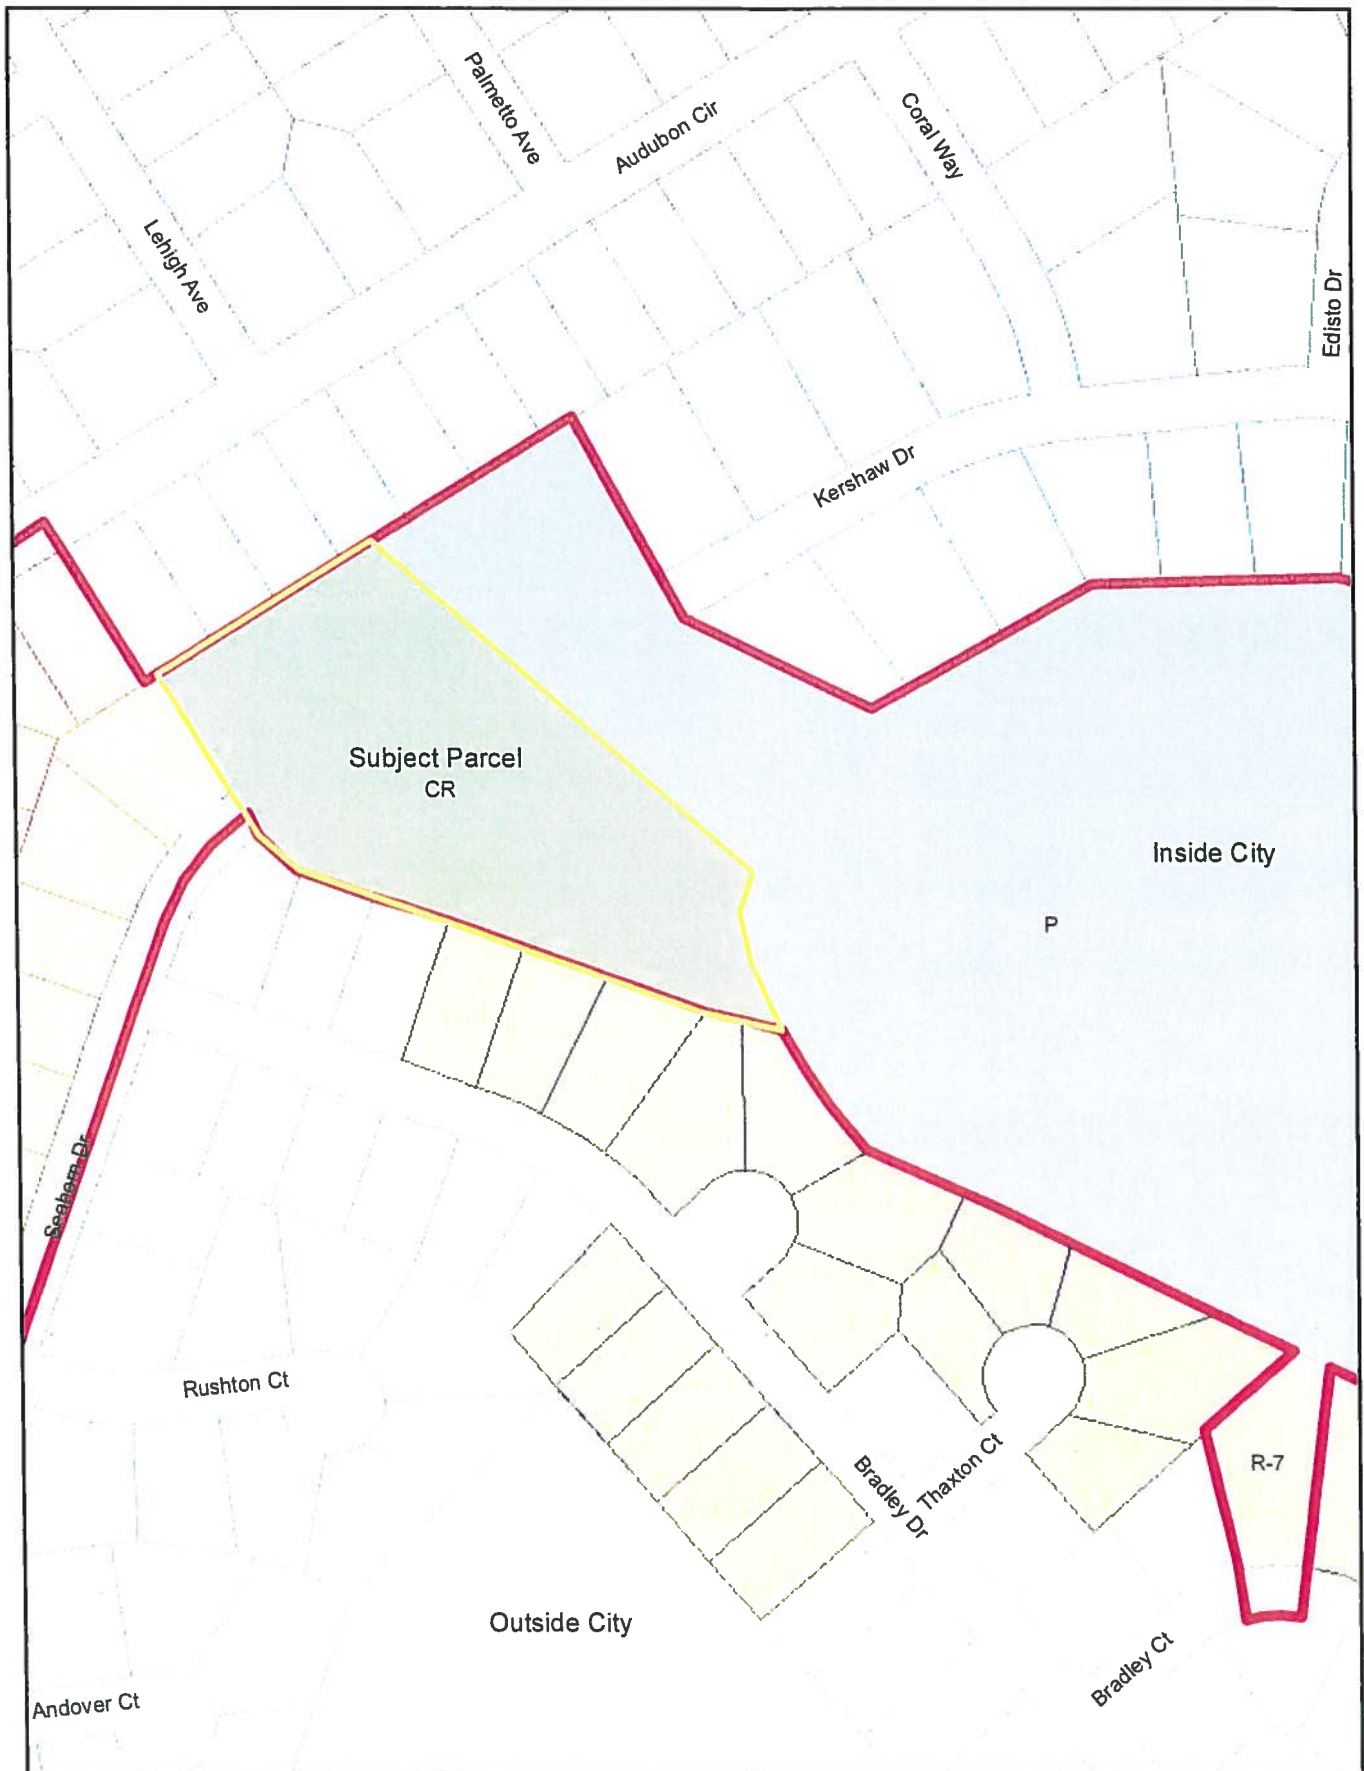 Palmetto Ave
Audubon Cir
Coral Way
Lehigh Ave
Edisto Dr
Kershaw Dr
Subject Parcel
CR
Inside City
P
Seahorn Dr
Rushton Ct
Bradley Dr
Thaxton Ct
R-7
Outside City
Bradley Ct
Andover Ct